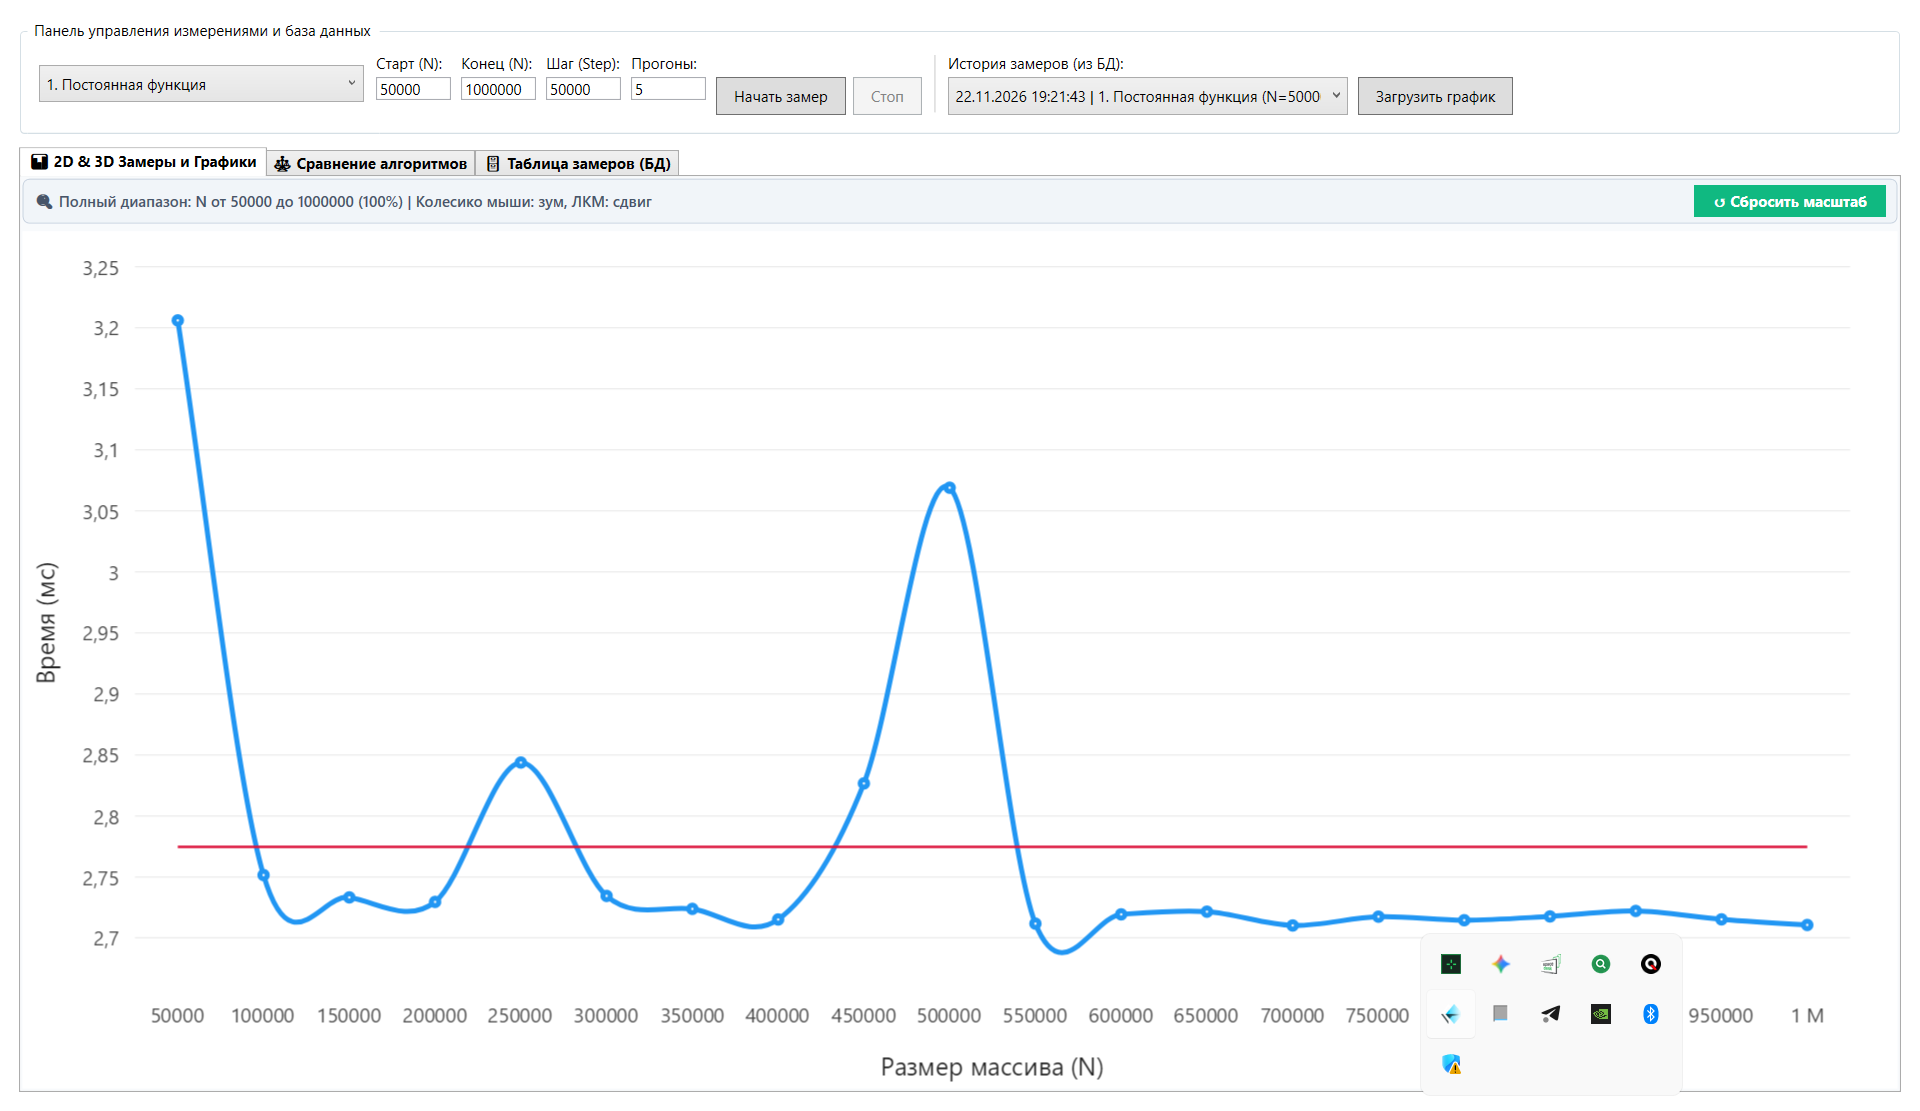 Панель управления измерениями и база данных
1. Постоянная функция
Старт (N):
Конец (N):
Шаг (Step):
Прогоны:
50000
1000000
50000
5
Начать замер
Стоп
История замеров (из БД):
22.11.2026 19:21:43 | 1. Постоянная функция (N=5000
Загрузить график
2D & 3D Замеры и Графики
Сравнение алгоритмов
Таблица замеров (БД)
Полный диапазон: N от 50000 до 1000000 (100%) | Колесико мыши: зум, ЛКМ: сдвиг
↺ Сбросить масштаб
3,25
3,2
3,15
3,1
3,05
3
2,95
2,9
2,85
2,8
2,75
2,7
Время (мс)
50000
100000
150000
200000
250000
300000
350000
400000
450000
500000
550000
600000
650000
700000
750000
950000
1 M
Размер массива (N)